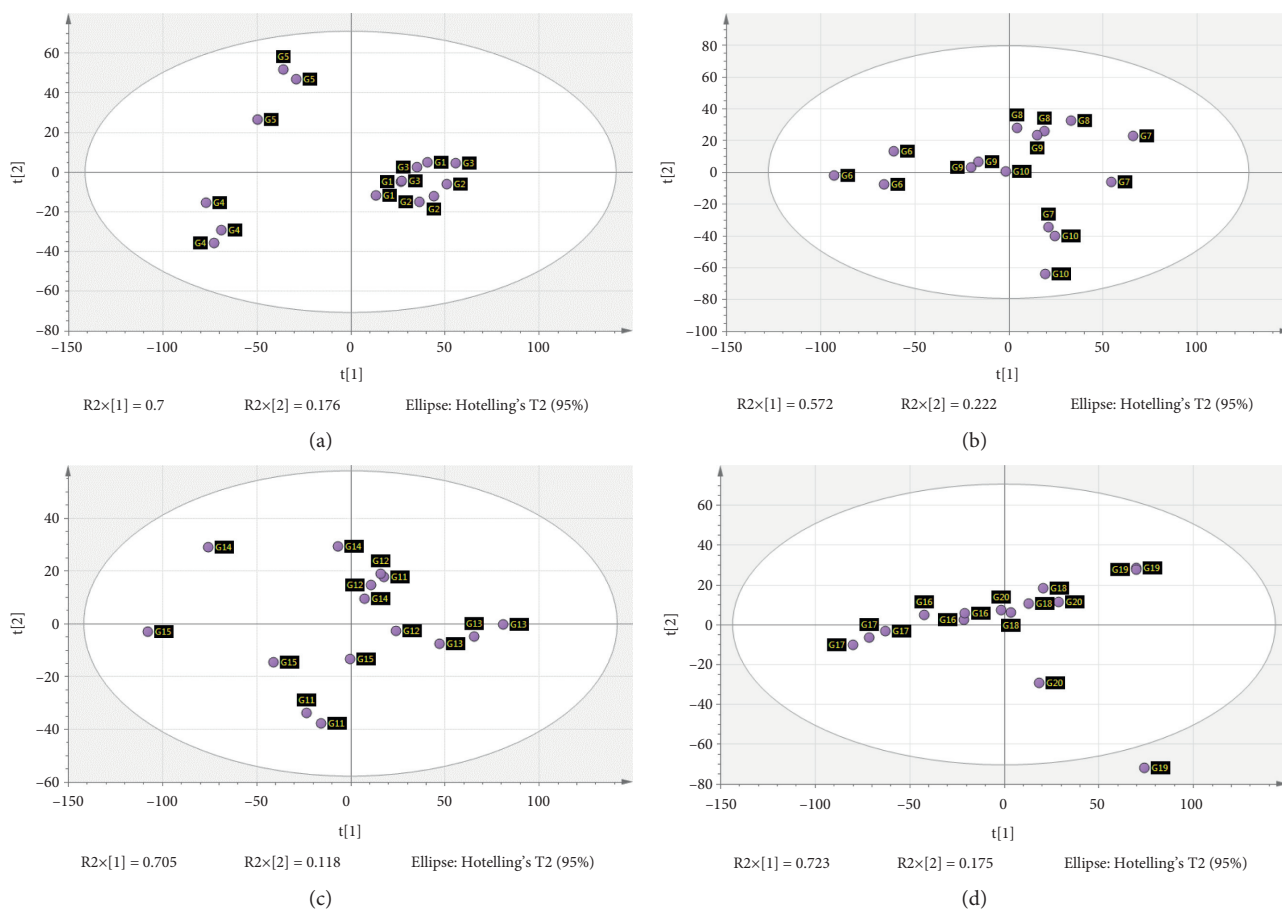 60
40
20
0
−20
−40
−60
−80
t[2]
G5
G5
G5
G3
G1
G3
G1
G3
G2
G1
G2
G2
G4
G4
G4
−150
−100
−50
0
50
100
t[1]
R2×[1] = 0.7 R2×[2] = 0.176 Ellipse: Hotelling's T2 (95%)
(a)
80
60
40
20
0
−20
−40
−60
−80
−100
t[2]
G8
G8
G8
G7
G9
G6
G9
G9
G10
G6
G6
G7
G7
G10
G10
−150
−100
−50
0
50
100
t[1]
R2×[1] = 0.572 R2×[2] = 0.222 Ellipse: Hotelling's T2 (95%)
(b)
40
20
0
−20
−40
−60
t[2]
G14
G14
G12
G11
G12
G14
G15
G12
G13
G13
G13
G15
G15
G11
G11
−150
−100
−50
0
50
100
t[1]
R2×[1] = 0.705 R2×[2] = 0.118 Ellipse: Hotelling's T2 (95%)
(c)
60
40
20
0
−20
−40
−60
−80
t[2]
G19
G19
G18
G16
G20
G18
G20
G16
G16
G18
G17
G17
G17
G20
G19
−150
−100
−50
0
50
100
t[1]
R2×[1] = 0.723 R2×[2] = 0.175 Ellipse: Hotelling's T2 (95%)
(d)